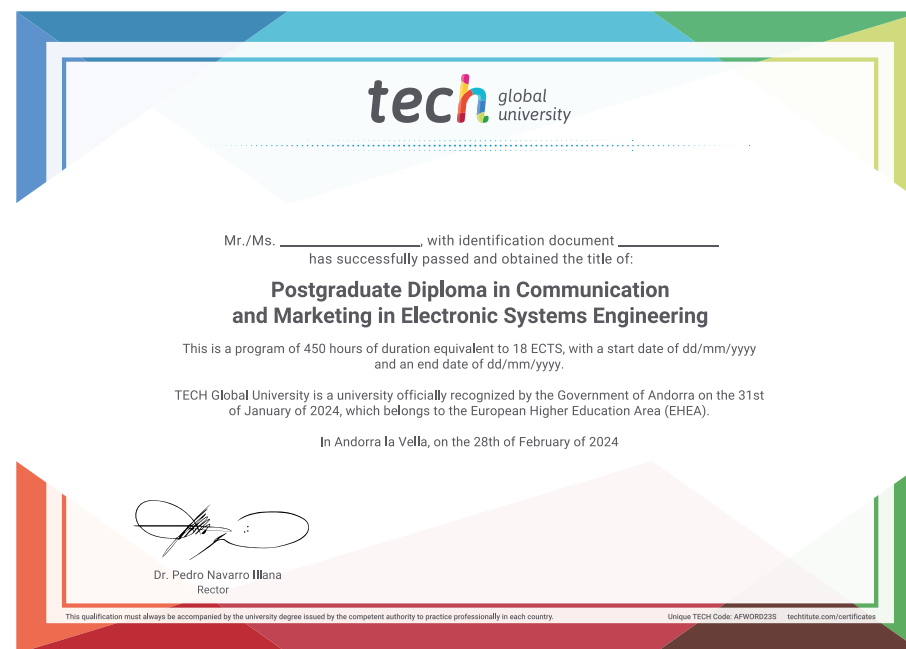 tech global university
Mr./Ms. ____________________, with identification document ______________
has successfully passed and obtained the title of:
Postgraduate Diploma in Communication
and Marketing in Electronic Systems Engineering
This is a program of 450 hours of duration equivalent to 18 ECTS, with a start date of dd/mm/yyyy
and an end date of dd/mm/yyyy.
TECH Global University is a university officially recognized by the Government of Andorra on the 31st
of January of 2024, which belongs to the European Higher Education Area (EHEA).
In Andorra la Vella, on the 28th of February of 2024
Dr. Pedro Navarro Illana
Rector
This qualification must always be accompanied by the university degree issued by the competent authority to practice professionally in each country. Unique TECH Code: AFWORD23S techtitute.com/certificates